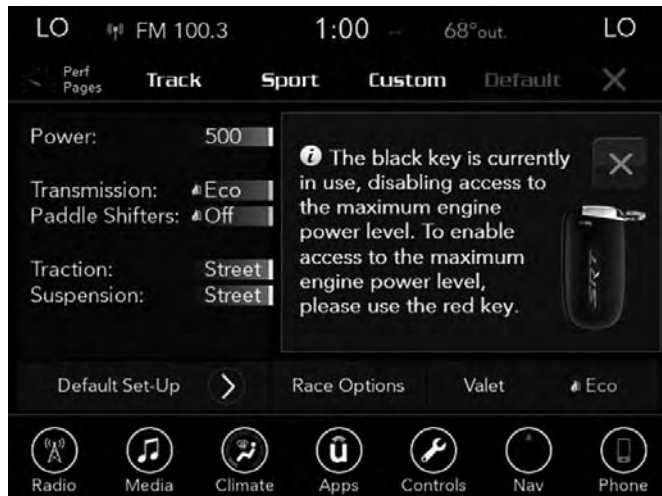 LO FM 100.3 1:00 -- 68°out. LO
Perf Pages Track Sport Custom Default
Power: 500
Transmission: Eco
Paddle Shifters: Off
Traction: Street
Suspension: Street
i The black key is currently
in use, disabling access to
the maximum engine
power level. To enable
access to the maximum
engine power level,
please use the red key.
SRT
Default Set-Up Race Options Valet Eco
Radio Media Climate Apps Controls Nav Phone